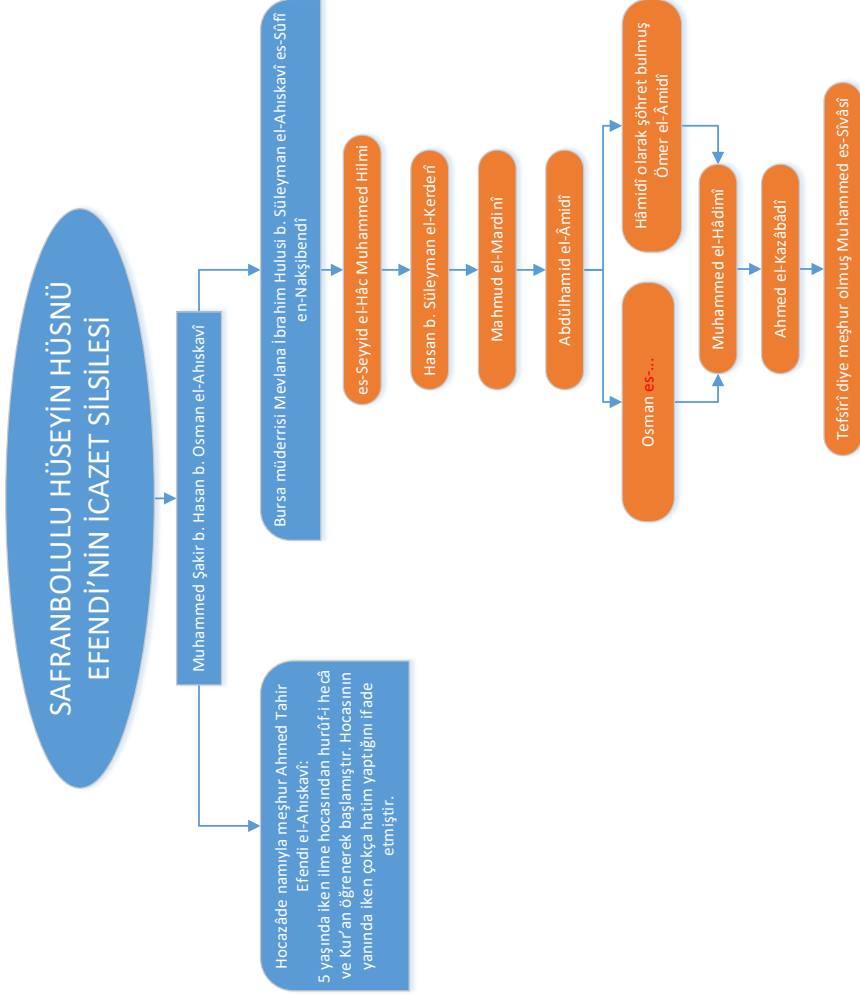 SAFRANBOLULU HÜSEYİN HÜSNÜ
EFENDİ'NİN İCAZET SİLSİLESİ
Muhammed Şakir b. Hasan b. Osman el-Ahıskavî
Hocazâde namıyla meşhur Ahmed Tahir
Efendi el-Ahıskavî:
5 yaşında iken ilme hocasından hurûf-i hecâ
ve Kur'an öğrenerek başlamıştır. Hocasının
yanında iken çokça hatim yaptığını ifade
etmiştir.
Bursa müderrisi Mevlana İbrahim Hulusi b. Süleyman el-Ahıskavî es-Sûfî
en-Nakşibendî
es-Seyyid el-Hâc Muhammed Hilmi
Hasan b. Süleyman el-Kerderî
Mahmud el-Mardinî
Abdülhamid el-Âmidî
Osman es-...
Hâmidî olarak şöhret bulmuş
Ömer el-Âmidî
Muhammed el-Hâdimî
Ahmed el-Kazâbâdî
Tefsirî diye meşhur olmuş Muhammed es-Sîvâsî